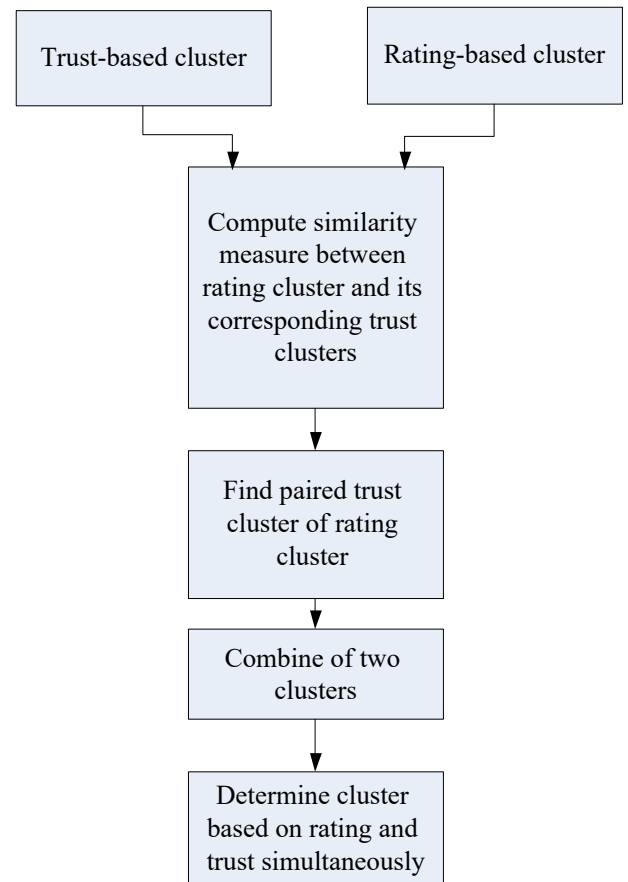 Trust-based cluster
Rating-based cluster
Compute similarity
measure between
rating cluster and its
corresponding trust
clusters
Find paired trust
cluster of rating
cluster
Combine of two
clusters
Determine cluster
based on rating and
trust simultaneously